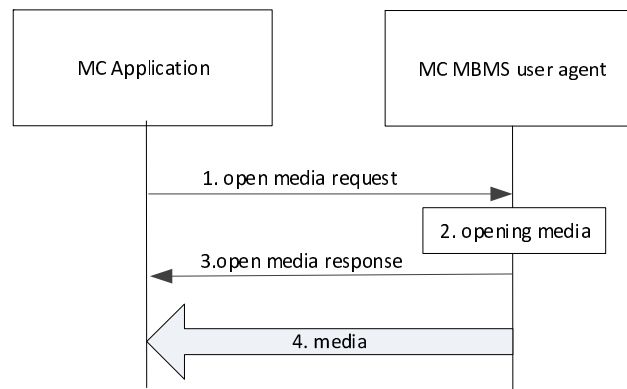 MC Application
MC MBMS user agent
1. open media request
2. opening media
3.open media response
4. media